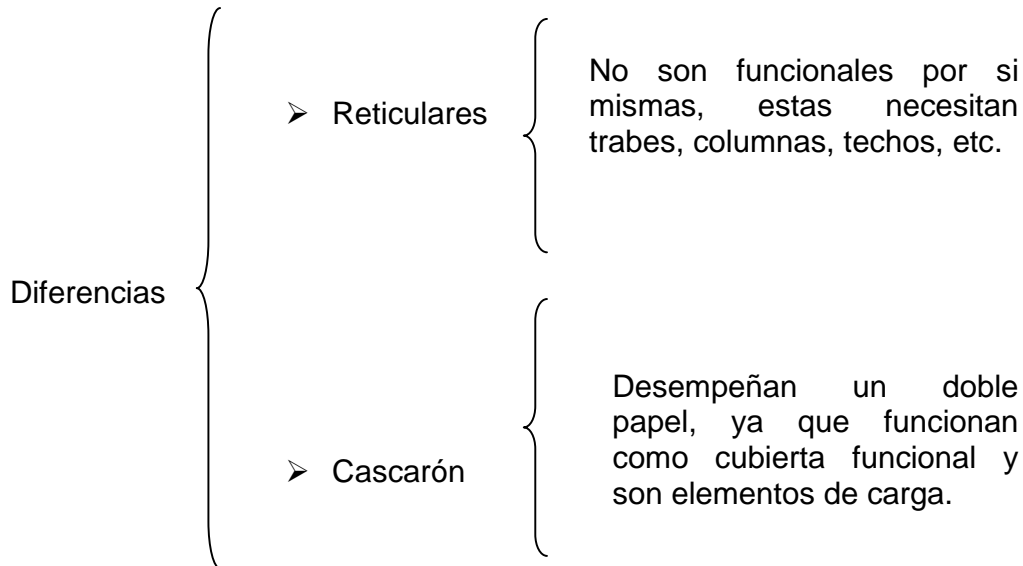 Diferencias
➢ Reticulares
No son funcionales por si
mismas, estas necesitan
trabes, columnas, techos, etc.
➢ Cascarón
Desempeñan un doble
papel, ya que funcionan
como cubierta funcional y
son elementos de carga.